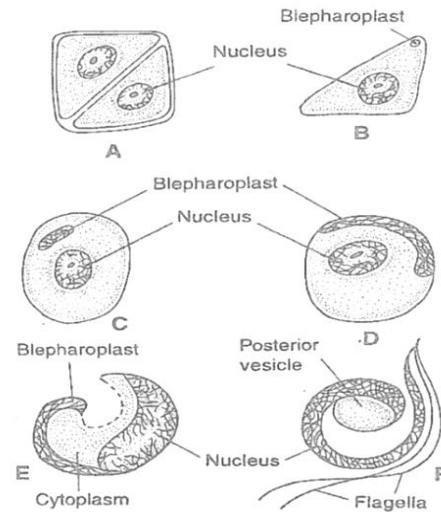 Blepharoplast
Nucleus
A
B
Blepharoplast
Nucleus
C
D
Blepharoplast
Posterior
vesicle
E
Nucleus
F
Cytoplasm
Flagella